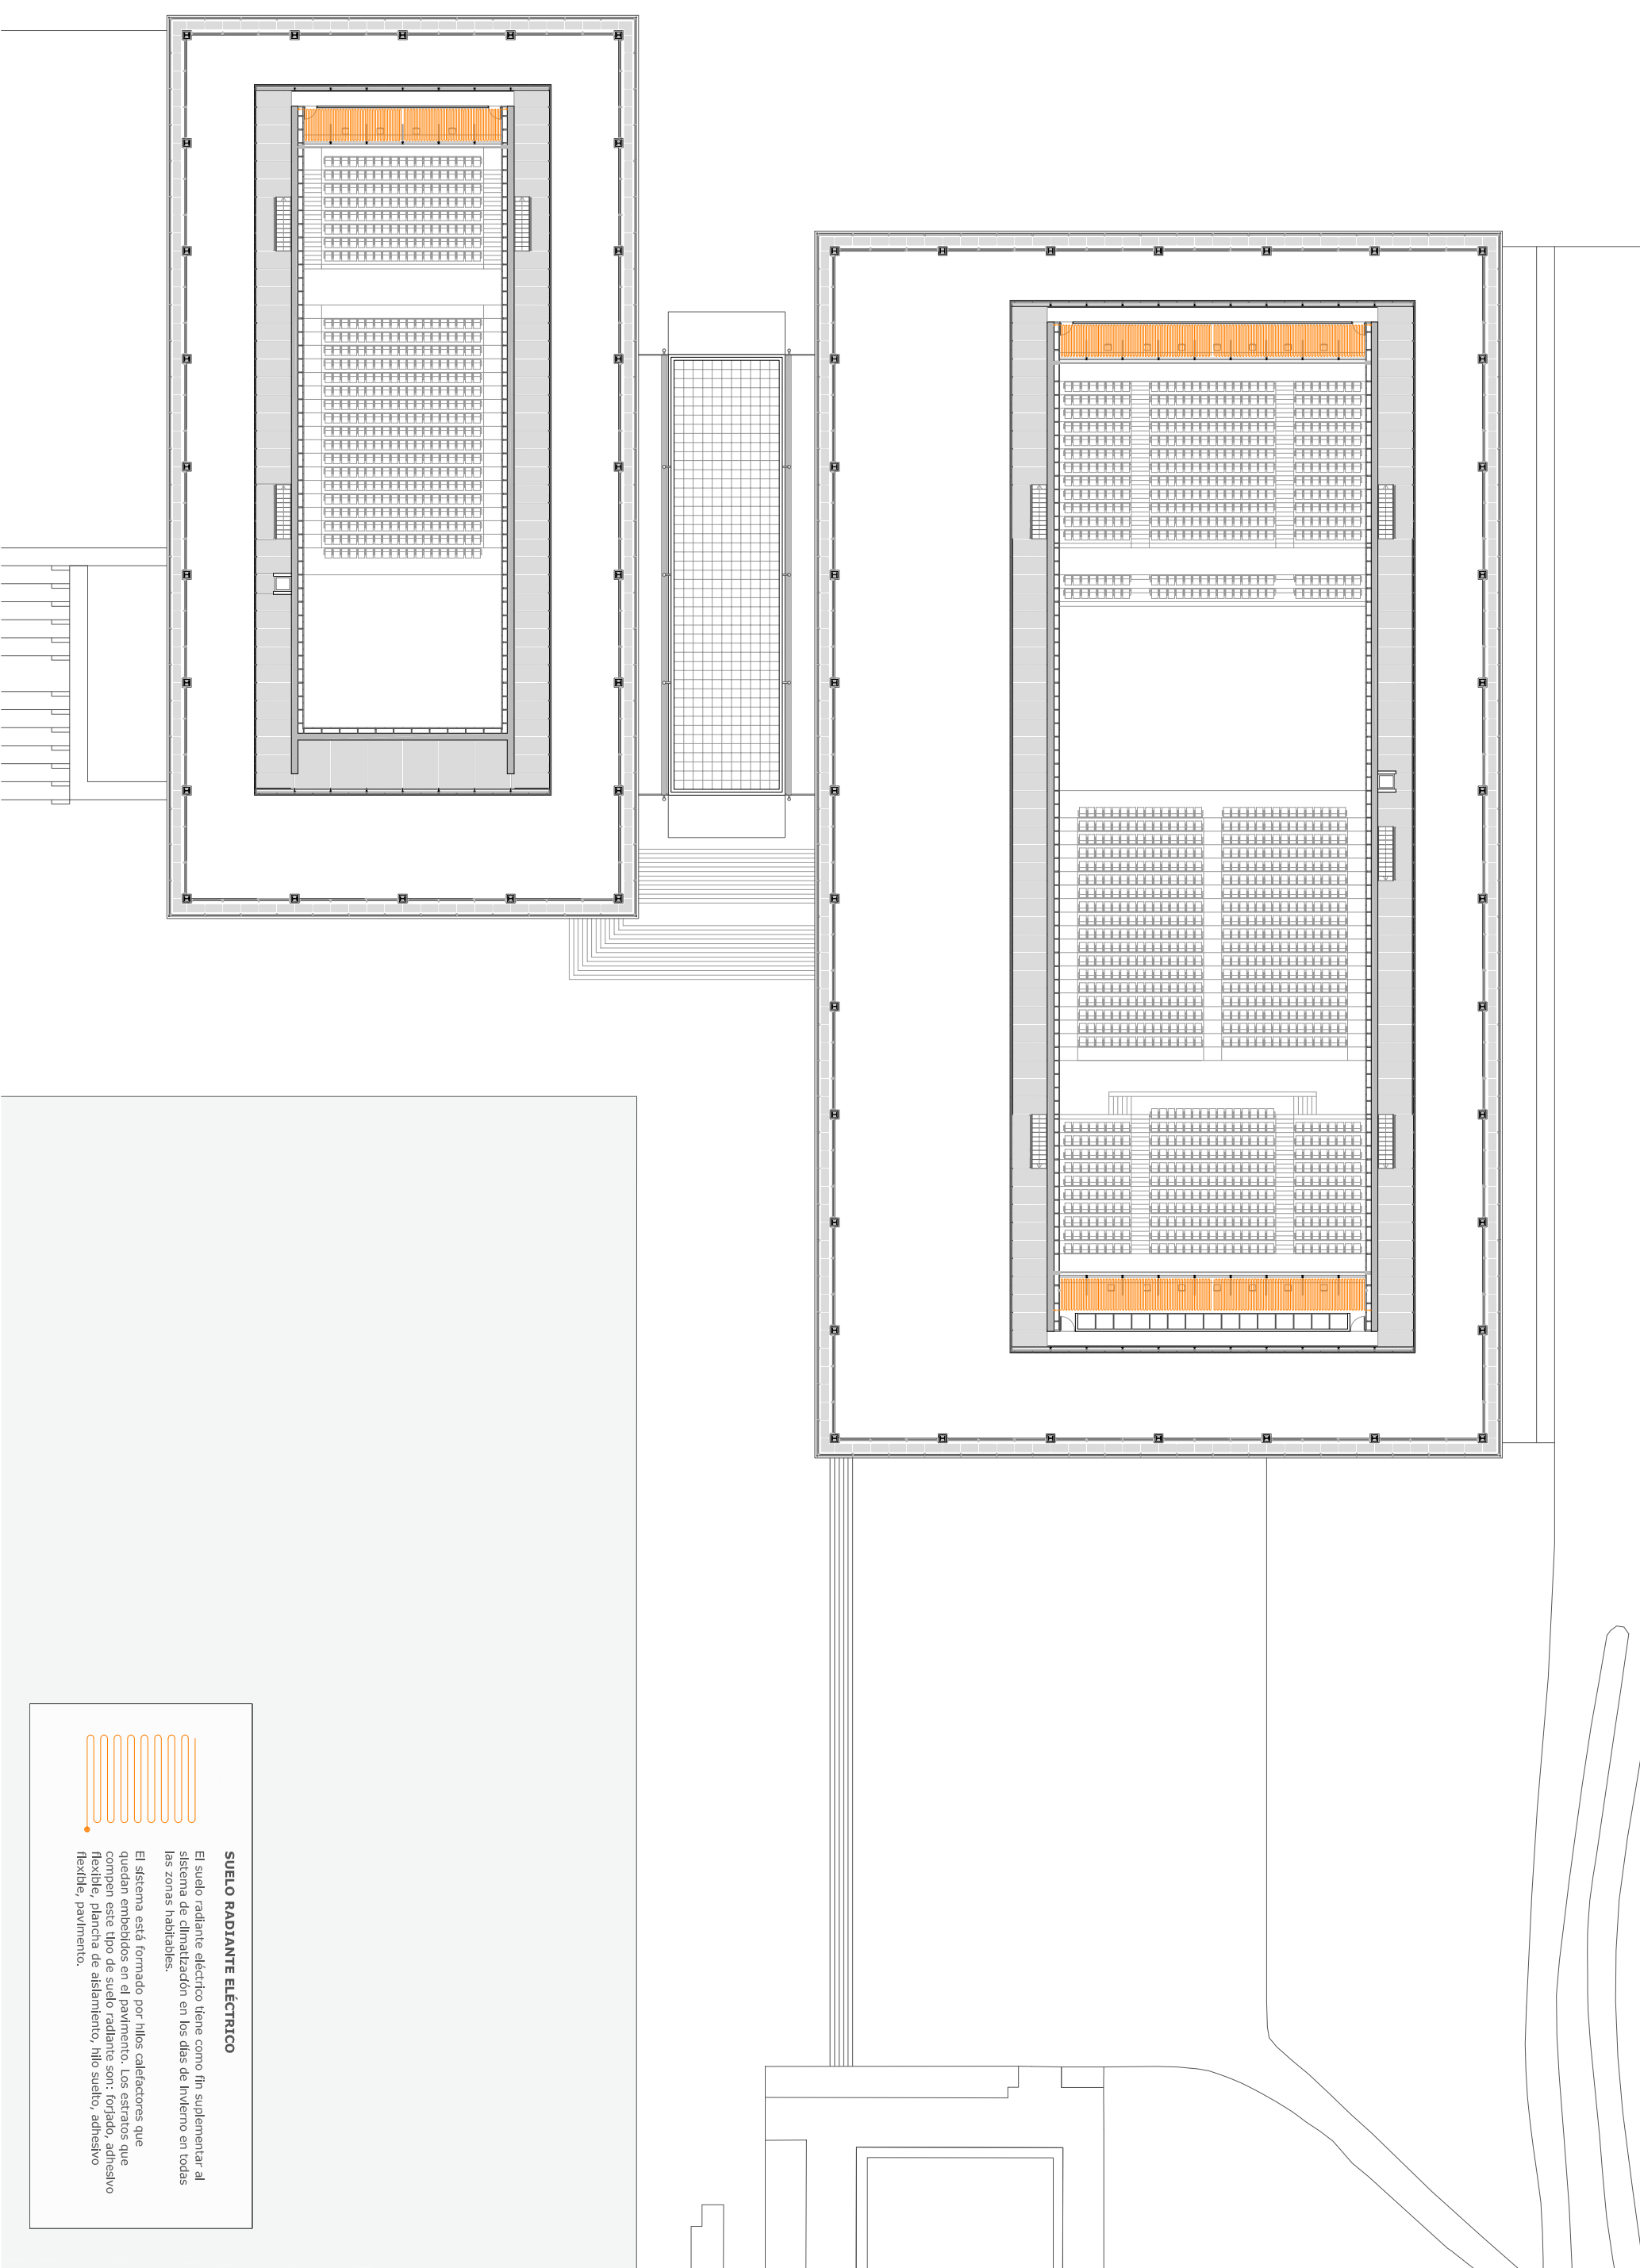 SUELO RADIANTE ELÉCTRICO
El suelo radiante eléctrico tiene como fin suplementar al
sistema de climatización en los días de invierno en todas
las zonas habitables.
El sistema está formado por hilos calefactores que
quedan embebidos en el pavimento. Los estratos que
compen este tipo de suelo radiante son: forjado, adhesivo
flexible, plancha de aislamiento, hilo suelto, adhesivo
flexible, pavimento.